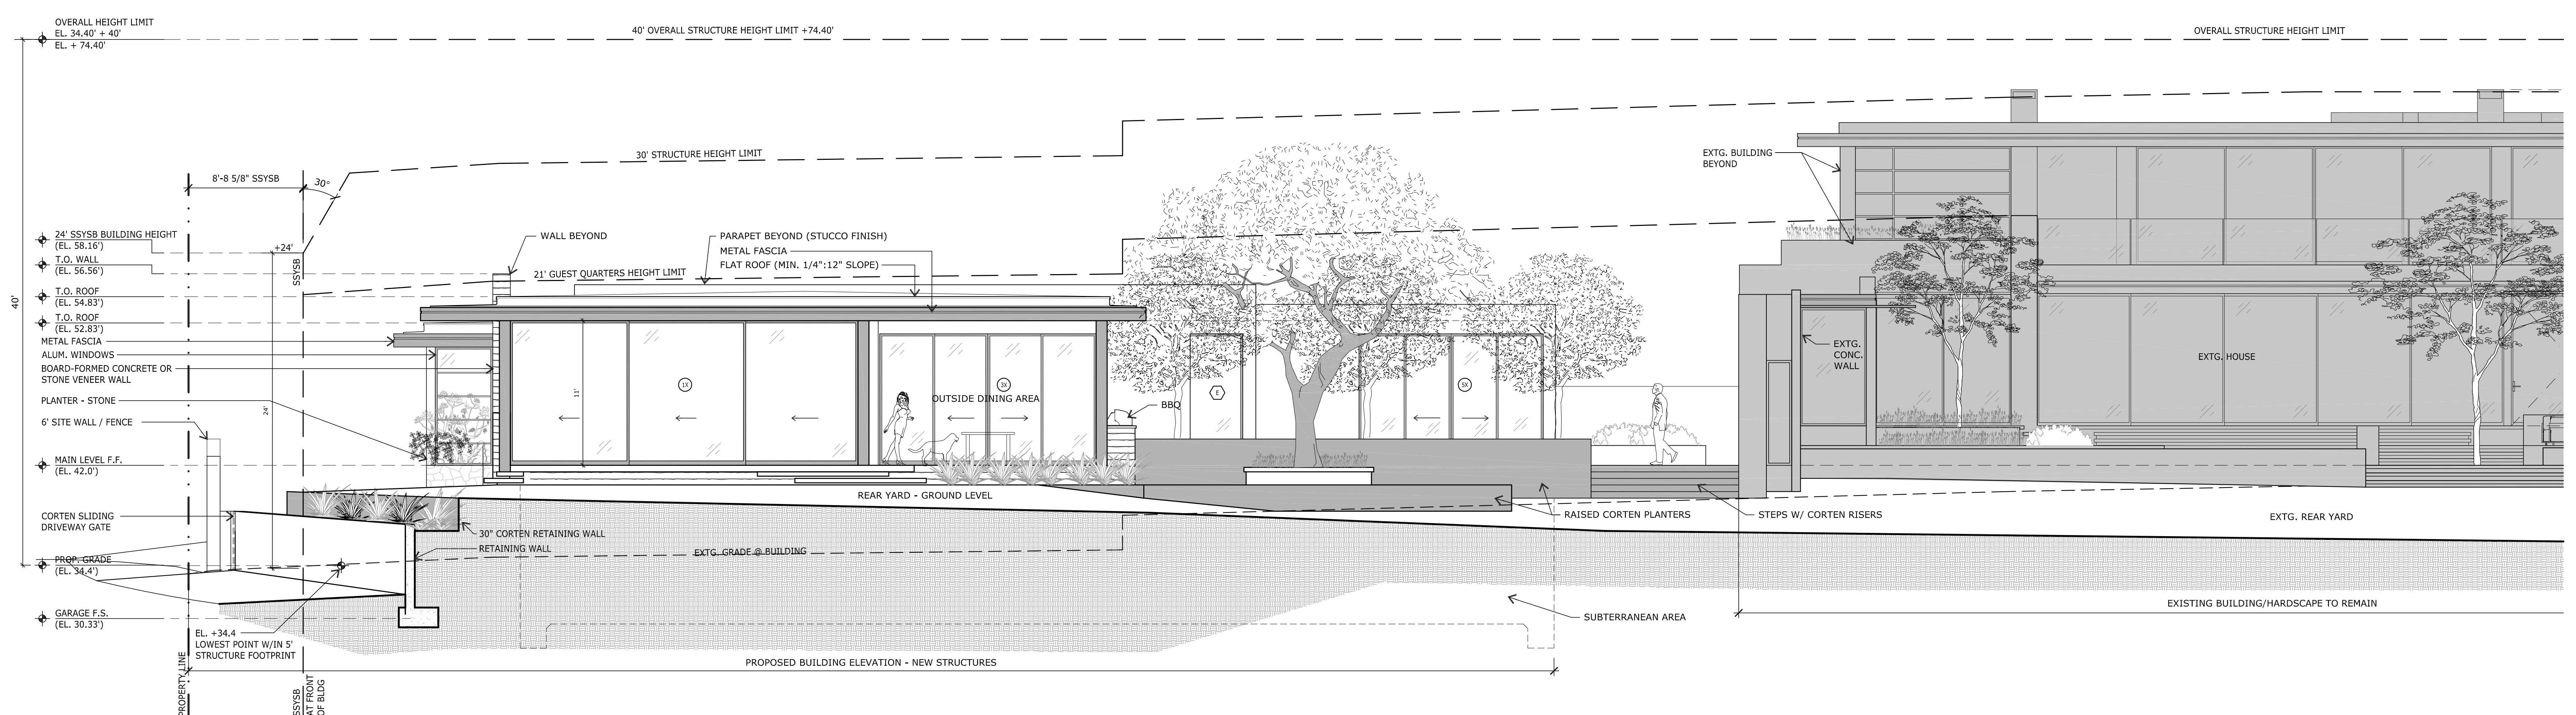 OVERALL HEIGHT LIMIT
EL. 34.40' + 40'
EL. + 74.40'
40' OVERALL STRUCTURE HEIGHT LIMIT +74.40'
OVERALL STRUCTURE HEIGHT LIMIT
30' STRUCTURE HEIGHT LIMIT
EXTG. BUILDING
BEYOND
8'-8 5/8" SSYSB
30°
24' SSYSB BUILDING HEIGHT
(EL. 58.16')
+24'
T.O. WALL
(EL. 56.56')
SSYSB
WALL BEYOND
PARAPET BEYOND (STUCCO FINISH)
METAL FASCIA
FLAT ROOF (MIN. 1/4":12" SLOPE)
21' GUEST QUARTERS HEIGHT LIMIT
T.O. ROOF
(EL. 54.83')
40'
T.O. ROOF
(EL. 52.83')
METAL FASCIA
ALUM. WINDOWS
BOARD-FORMED CONCRETE OR
STONE VENEER WALL
PLANTER - STONE
6' SITE WALL / FENCE
24'
11'
1X
3X
OUTSIDE DINING AREA
BBQ
E
5X
EXTG.
CONC.
WALL
EXTG. HOUSE
MAIN LEVEL F.F.
(EL. 42.0')
REAR YARD - GROUND LEVEL
CORTEN SLIDING
DRIVEWAY GATE
30" CORTEN RETAINING WALL
RETAINING WALL
EXTG. GRADE @ BUILDING
RAISED CORTEN PLANTERS
STEPS W/ CORTEN RISERS
EXTG. REAR YARD
PROP. GRADE
(EL. 34.4')
GARAGE F.S.
(EL. 30.33')
EL. +34.4
LOWEST POINT W/IN 5'
STRUCTURE FOOTPRINT
SUBTERRANEAN AREA
EXISTING BUILDING/HARDSCAPE TO REMAIN
PROPOSED BUILDING ELEVATION - NEW STRUCTURES
PROPERTY LINE
SSYSB
AT FRONT
OF BLDG